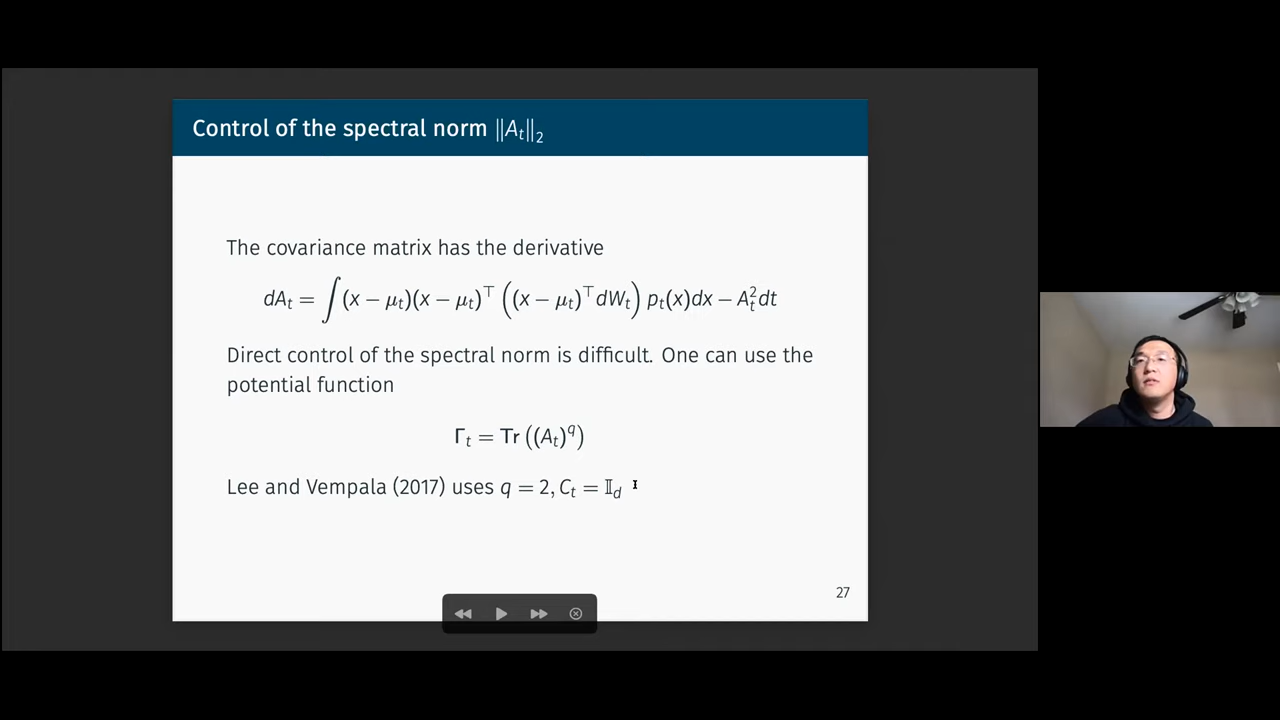 Control of the spectral norm ‖A_t‖_2
The covariance matrix has the derivative
dA_t = ∫(x − μ_t)(x − μ_t)^⊤ ((x − μ_t)^⊤ dW_t) p_t(x)dx − A_t^2 dt
Direct control of the spectral norm is difficult. One can use the
potential function
Γ_t = Tr ((A_t)^q)
Lee and Vempala (2017) uses q = 2, C_t = 𝕀_d
27